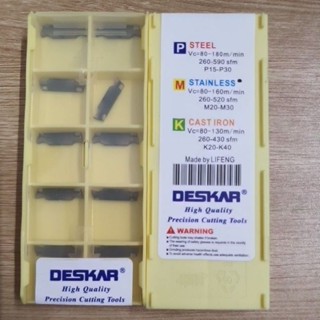 P STEEL
Vc=80-180m/min
260-590 sfm
P15-P30
M STAINLESS
Vc=80-160m/min
260-520 sfm
M20-M30
K CAST IRON
Vc=80-130m/min
260-430 sfm
K20-K40
Made by LIFENG
DESKAR®
High Quality
Precision Cutting Tools
WARNING
DESKAR®
High Quality
Precision Cutting Tools